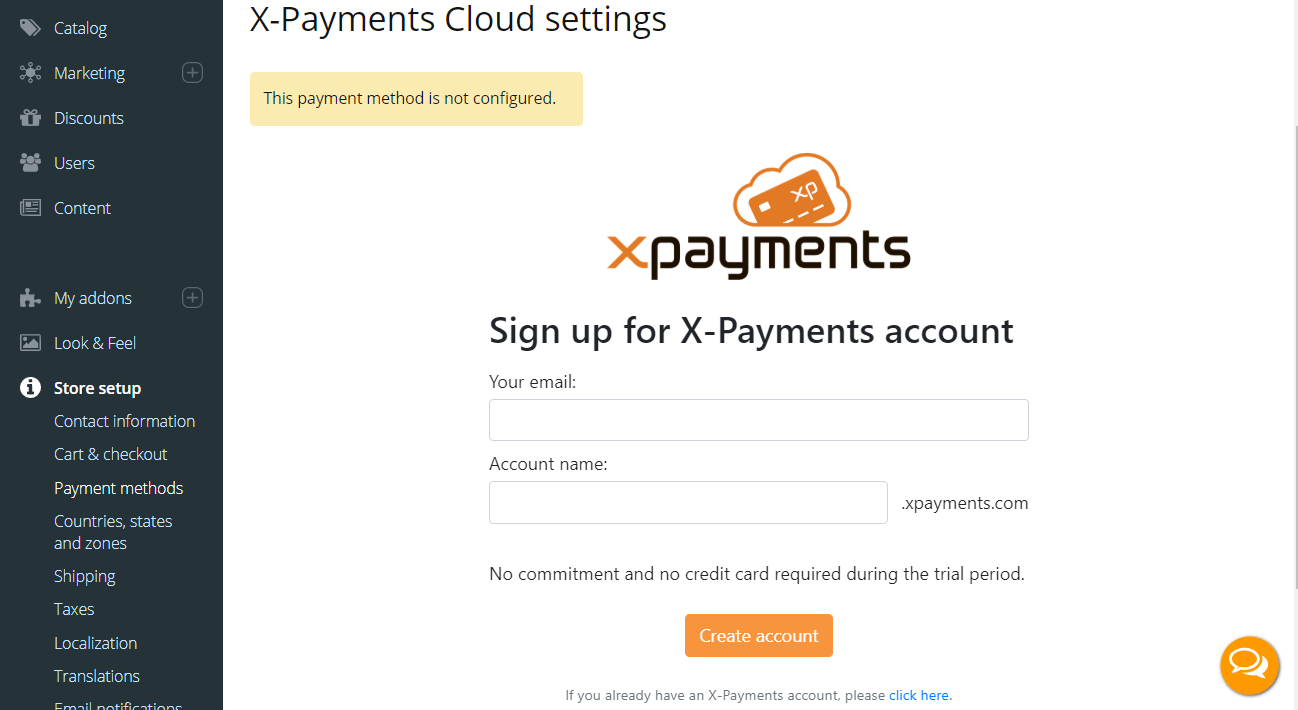 Catalog
Marketing
Discounts
Users
Content
My addons
Look & Feel
Store setup
Contact information
Cart & checkout
Payment methods
Countries, states
and zones
Shipping
Taxes
Localization
Translations
Email notifications
X-Payments Cloud settings
This payment method is not configured.
xp
xpayments
Sign up for X-Payments account
Your email:
Account name:
.xpayments.com
No commitment and no credit card required during the trial period.
Create account
If you already have an X-Payments account, please click here.